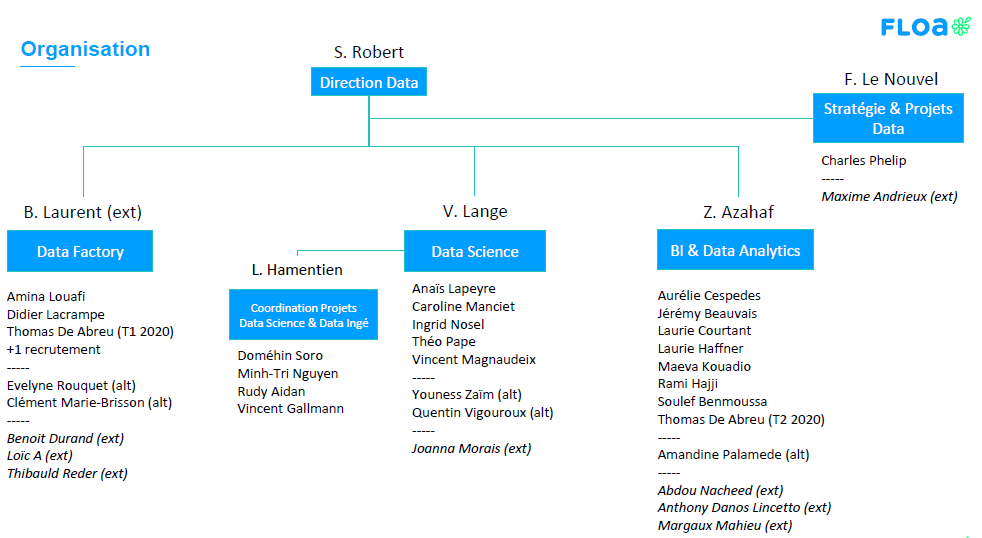 Organisation
FLOa
S. Robert
Direction Data
F. Le Nouvel
Stratégie & Projets
Data
Charles Phelip
-----
Maxime Andrieux (ext)
B. Laurent (ext)
Data Factory
Amina Louafi
Didier Lacrampe
Thomas De Abreu (T1 2020)
+1 recrutement
-----
Evelyne Rouquet (alt)
Clément Marie-Brisson (alt)
-----
Benoit Durand (ext)
Loïc A (ext)
Thibauld Reder (ext)
L. Hamentien
Coordination Projets
Data Science & Data Ingé
Doméhin Soro
Minh-Tri Nguyen
Rudy Aidan
Vincent Gallmann
V. Lange
Data Science
Anaïs Lapeyre
Caroline Manciet
Ingrid Nosel
Théo Pape
Vincent Magnaudeix
-----
Youness Zaïm (alt)
Quentin Vigouroux (alt)
-----
Joanna Morais (ext)
Z. Azahaf
BI & Data Analytics
Aurélie Cespedes
Jérémy Beauvais
Laurie Courtant
Laurie Haffner
Maeva Kouadio
Rami Hajji
Soulef Benmoussa
Thomas De Abreu (T2 2020)
-----
Amandine Palamede (alt)
-----
Abdou Nacheed (ext)
Anthony Danos Lincetto (ext)
Margaux Mahieu (ext)